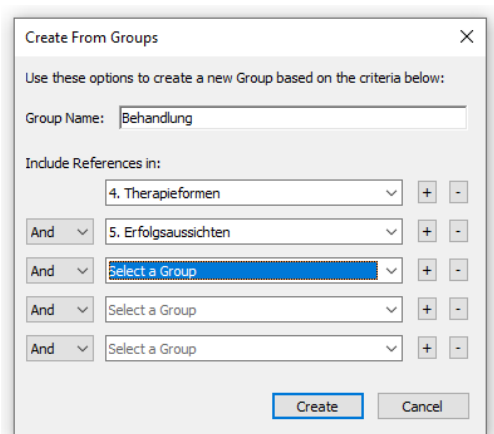 Create From Groups
Use these options to create a new Group based on the criteria below:
Group Name: Behandlung
Include References in:
4. Therapieformen + -
And 5. Erfolgsaussichten + -
And Select a Group + -
And Select a Group + -
And Select a Group + -
Create Cancel